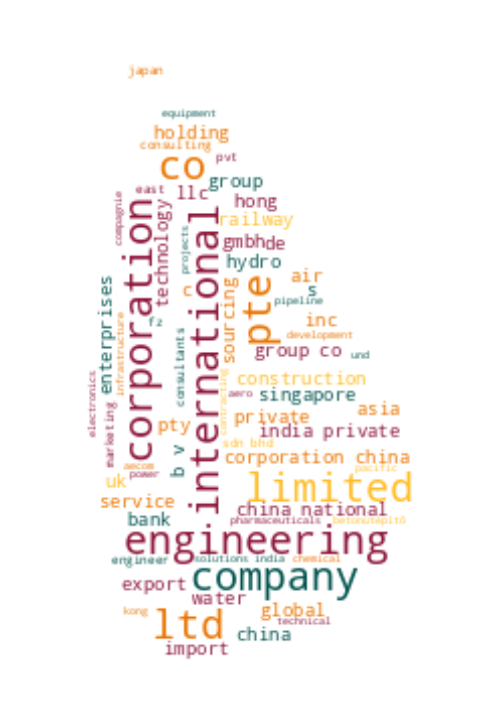 japan
equipment
holding
consulting
co
pvt
group
east
llc
compagnie
hong
corporation
technology
international
railway
projects
gmbh
de
hydro
air
pte
c
s
enterprises
sourcing
pipeline
fz
inc
infrastructure
development
consultants
group co
und
electronics
contracting
construction
aero
singapore
marketing
private
asia
pty
india private
sdn bhd
b v
corporation china
aecom
pacific
power
uk
limited
service
china national
bank
pharmaceuticals
betonutépítő
engineering
engineer
solutions
india
chemical
company
export
water
kong
ltd
global
technical
china
import